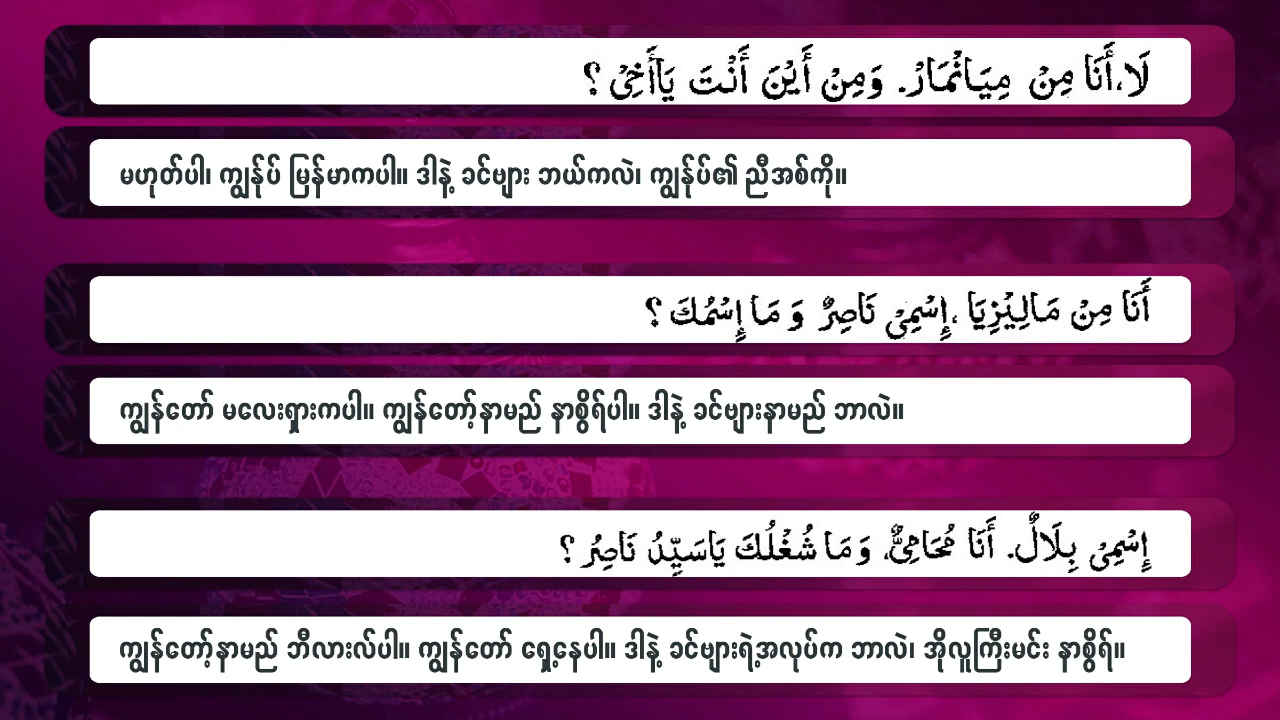 لَا،أَنَا مِنْ مِيَانْمَارْ. وَمِنْ أَيْنَ أَنْتَ يَاأَخِيْ ؟
မဟုတ်ပါ၊ ကျွန်ုပ် မြန်မာကပါ။ ဒါနဲ့ ခင်ဗျား ဘယ်ကလဲ၊ ကျွန်ုပ်၏ ညီအစ်ကို။
أَنَا مِنْ مَالِيْزِيَا ،إِسْمِيْ نَاصِرٌ وَ مَا إِسْمُكَ ؟
ကျွန်တော် မလေးရှားကပါ။ ကျွန်တော့်နာမည် နာစွိရ်ပါ။ ဒါနဲ့ ခင်ဗျားနာမည် ဘာလဲ။
إِسْمِيْ بِلَالٌ. أَنَا مُحَامِيٌّ، وَمَا شُغْلُكَ يَاسَيِّدُ نَاصِرُ ؟
ကျွန်တော့်နာမည် ဘီလားလ်ပါ။ ကျွန်တော် ရှေ့နေပါ။ ဒါနဲ့ ခင်ဗျားရဲ့အလုပ်က ဘာလဲ၊ အိုလူကြီးမင်း နာစွိရ်။